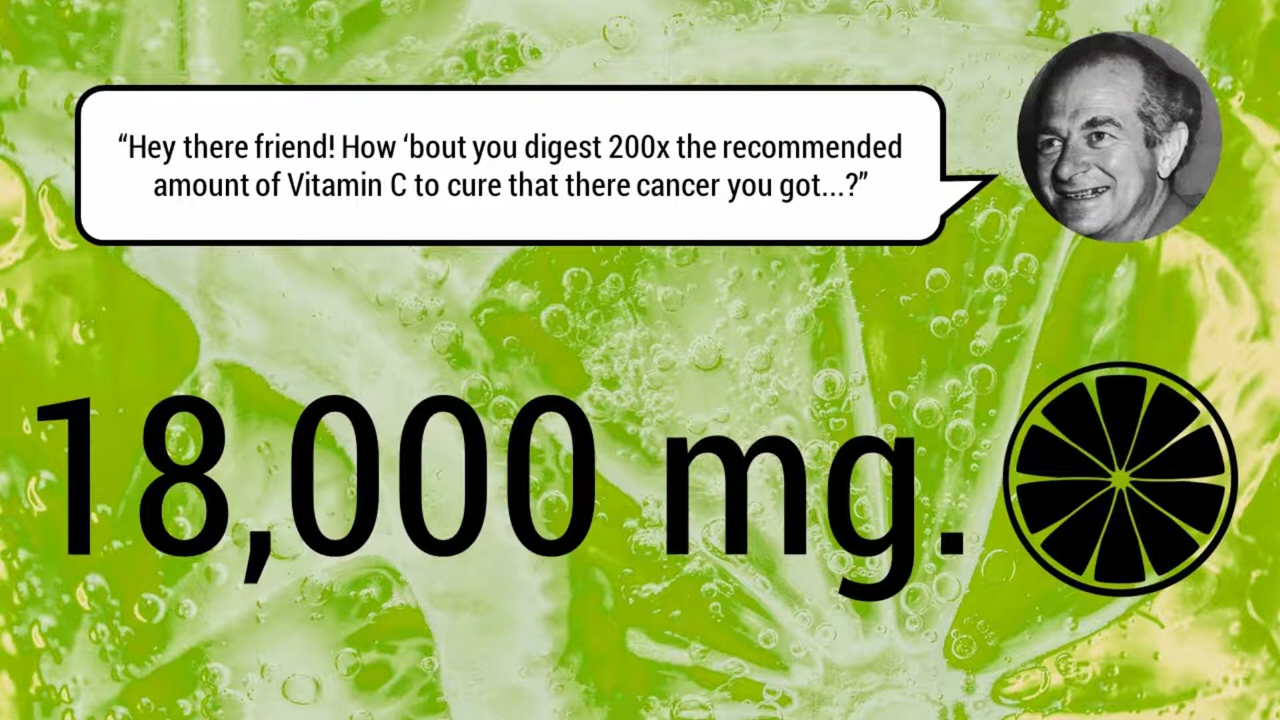 “Hey there friend! How ‘bout you digest 200x the recommended
amount of Vitamin C to cure that there cancer you got...?”
18,000 mg.